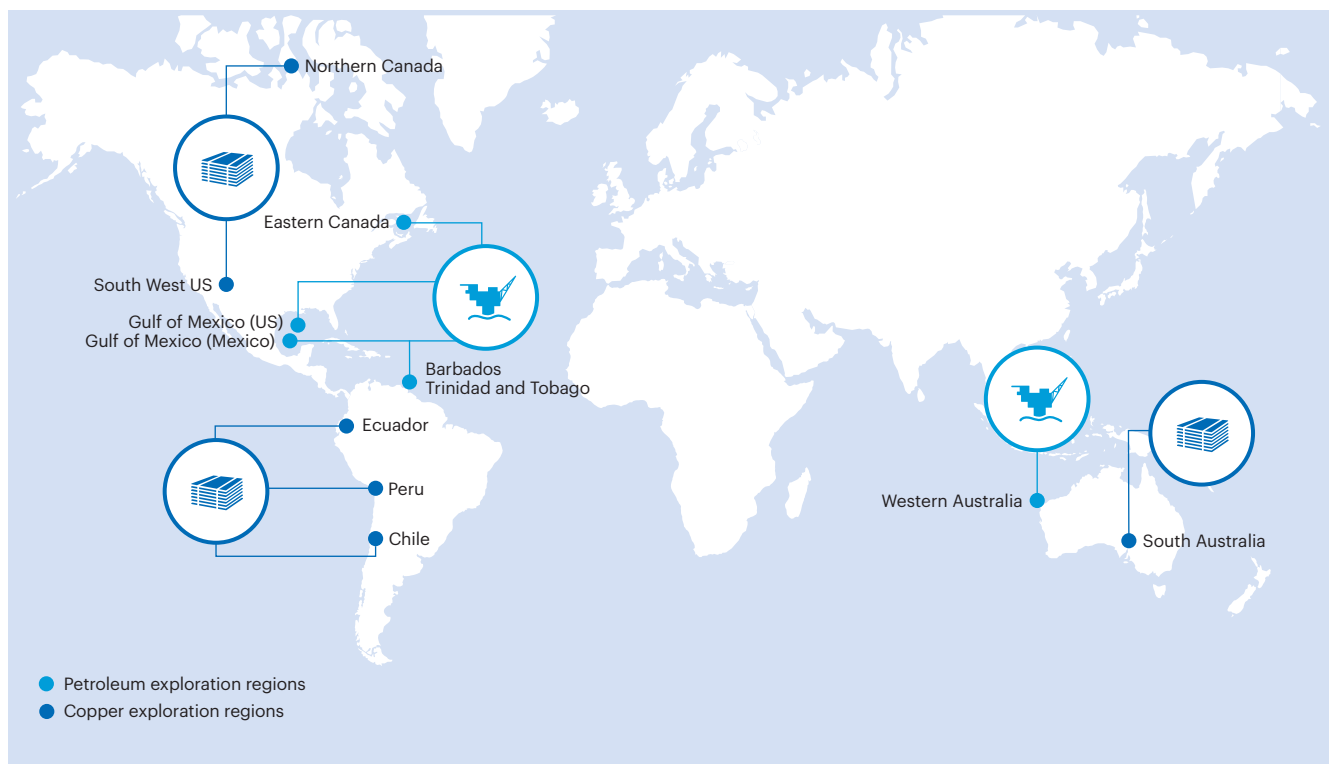 Northern Canada
Eastern Canada
South West US
Gulf of Mexico (US)
Gulf of Mexico (Mexico)
Barbados
Trinidad and Tobago
Ecuador
Peru
Chile
Western Australia
South Australia
Petroleum exploration regions
Copper exploration regions